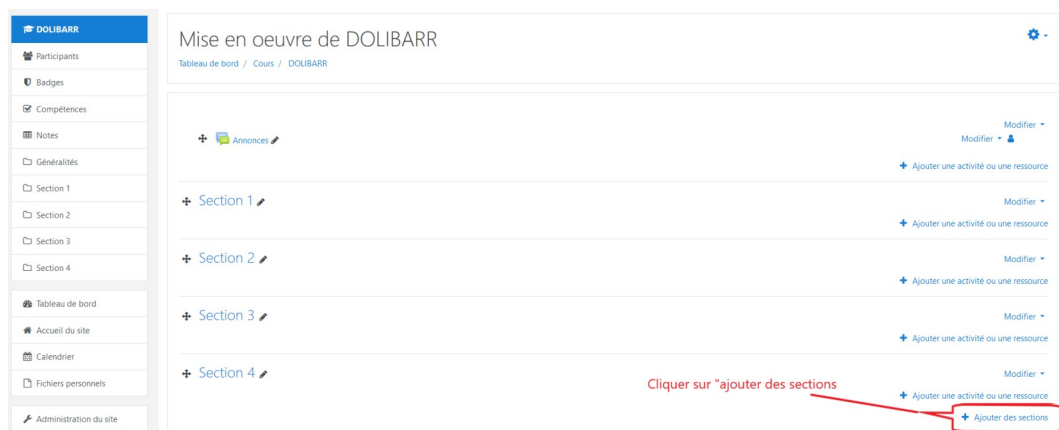 DOLIBARR
Participants
Badges
Compétences
Notes
Généralités
Section 1
Section 2
Section 3
Section 4
Tableau de bord
Accueil du site
Calendrier
Fichiers personnels
Administration du site
Mise en oeuvre de DOLIBARR
Tableau de bord / Cours / DOLIBARR
Modifier
Annonces
Modifier
+ Ajouter une activité ou une ressource
Section 1
Modifier
+ Ajouter une activité ou une ressource
Section 2
Modifier
+ Ajouter une activité ou une ressource
Section 3
Modifier
+ Ajouter une activité ou une ressource
Section 4
Modifier
Cliquer sur "ajouter des sections
+ Ajouter une activité ou une ressource
+ Ajouter des sections